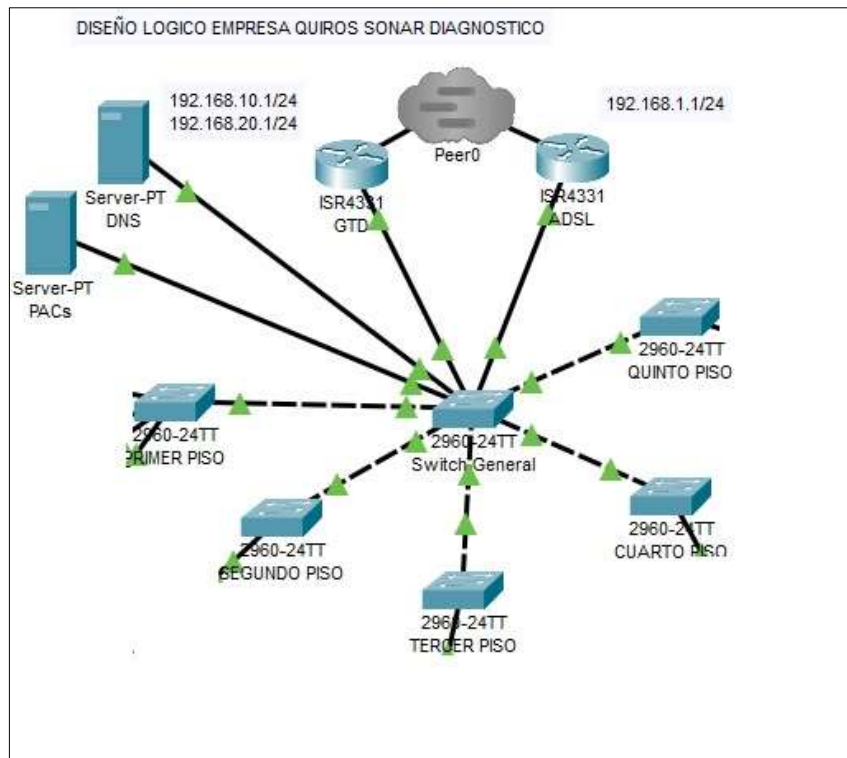 DISEÑO LOGICO EMPRESA QUIROS SONAR DIAGNOSTICO
192.168.10.1/24
192.168.20.1/24
192.168.1.1/24
Peer0
Server-PT
DNS
ISR4331
GTD
ISR4331
ADSL
Server-PT
PACs
2960-24TT
QUINTO PISO
2960-24TT
PRIMER PISO
2960-24TT
Switch General
2960-24TT
SEGUNDO PISO
2960-24TT
CUARTO PISO
2960-24TT
TERCER PISO